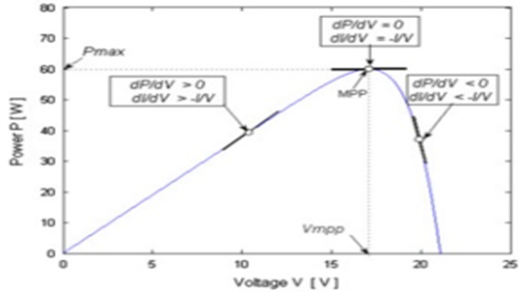 80
70
60
50
40
30
20
10
0
Power P [W]
Pmax
dP/dV > 0
dI/dV > -I/V
dP/dV = 0
dI/dV = -I/V
MPP
dP/dV < 0
dI/dV < -I/V
Vmpp
0 5 10 15 20 25
Voltage V [V]